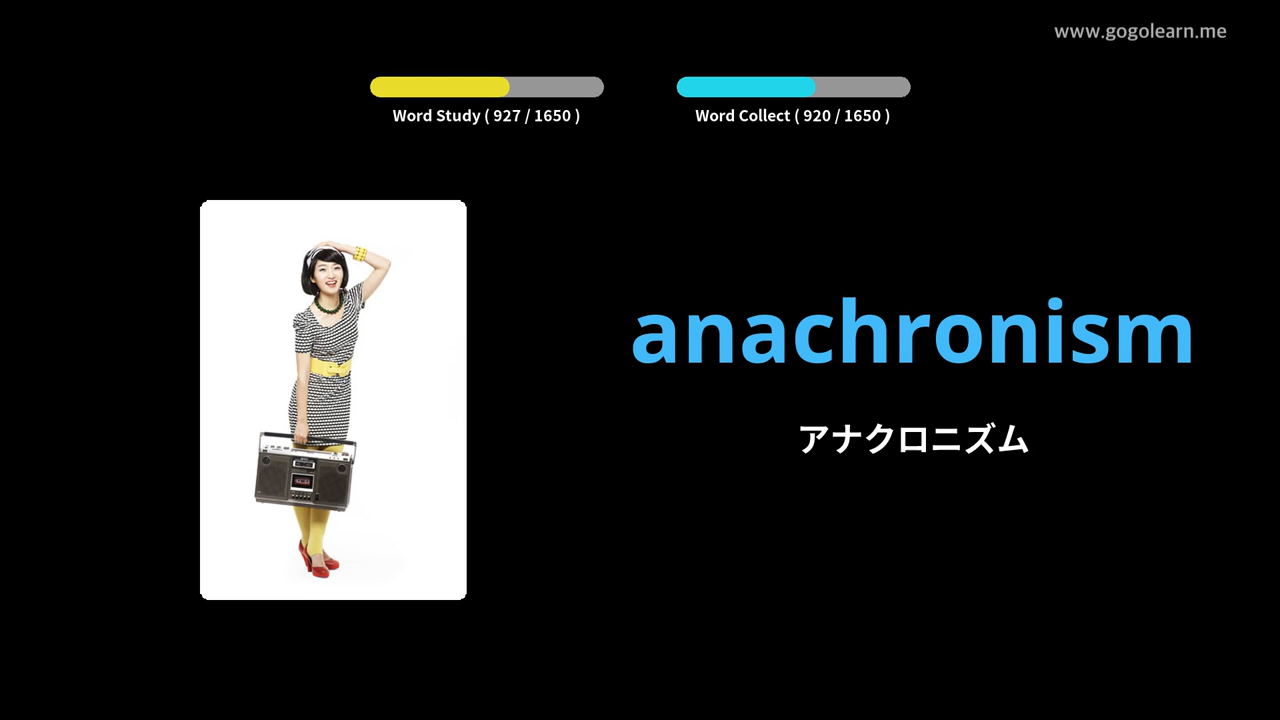 www.gogolearn.me
Word Study ( 927 / 1650 )
Word Collect ( 920 / 1650 )
anachronism
アナクロニズム